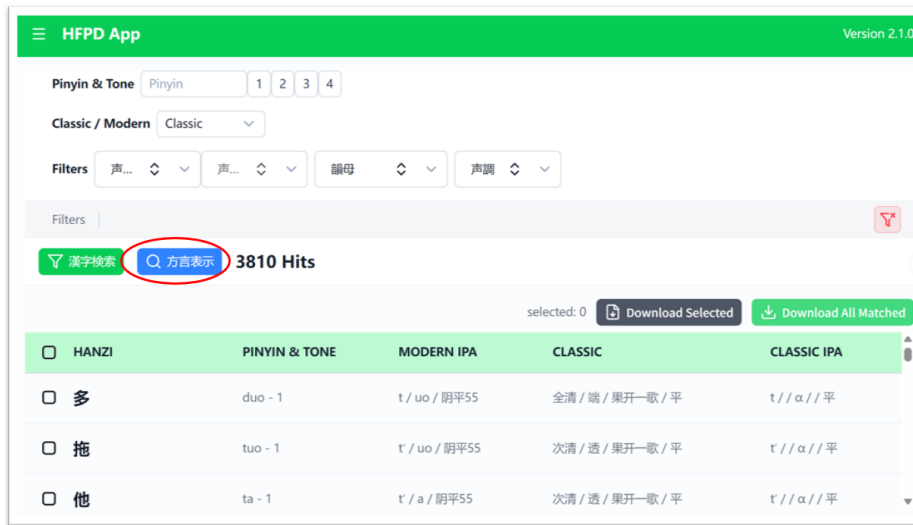 HFPD App Version 2.1.0
Pinyin & Tone Pinyin 1 2 3 4
Classic / Modern Classic
Filters 声... 声... 韻母 声調
Filters
漢字検索 方言表示 3810 Hits
selected: 0 Download Selected Download All Matched
HANZI PINYIN & TONE MODERN IPA CLASSIC CLASSIC IPA
多 duo - 1 t / uo / 阴平55 全清 / 端 / 果开一歌 / 平 t / / ɑ / / 平
拖 tuo - 1 t‘ / uo / 阴平55 次清 / 透 / 果开一歌 / 平 t‘ / / ɑ / / 平
他 ta - 1 t‘ / a / 阴平55 次清 / 透 / 果开一歌 / 平 t‘ / / ɑ / / 平